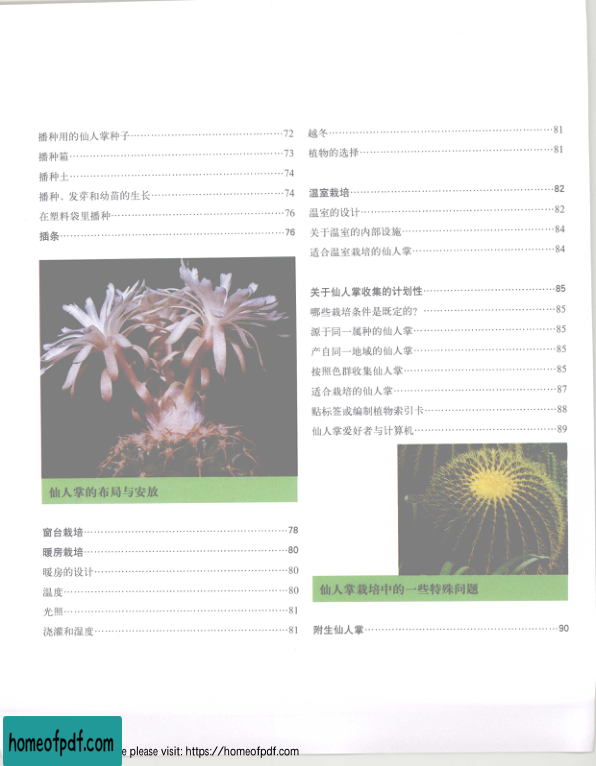 播种用的仙人掌种子……………………………………72
播种箱……………………………………73
播种土……………………………………74
播种、发芽和幼苗的生长……………………………………74
在塑料袋里播种……………………………………76
插条……………………………………76
仙人掌的布局与安放
窗台栽培……………………………………78
暖房栽培……………………………………80
暖房的设计……………………………………80
温度……………………………………80
光照……………………………………81
浇灌和湿度……………………………………81
越冬……………………………………81
植物的选择……………………………………81
温室栽培……………………………………82
温室的设计……………………………………82
关于温室的内部设施……………………………………84
适合温室栽培的仙人掌……………………………………84
关于仙人掌收集的计划性……………………………………85
哪些栽培条件是既定的?……………………………………85
源于同一属种的仙人掌……………………………………85
产自同一地域的仙人掌……………………………………85
按照色群收集仙人掌……………………………………85
适合栽培的仙人掌……………………………………87
贴标签或编制植物索引卡……………………………………88
仙人掌爱好者与计算机……………………………………89
仙人掌栽培中的一些特殊问题
附生仙人掌……………………………………90
homeofpdf.com
e please visit: https://homeofpdf.com